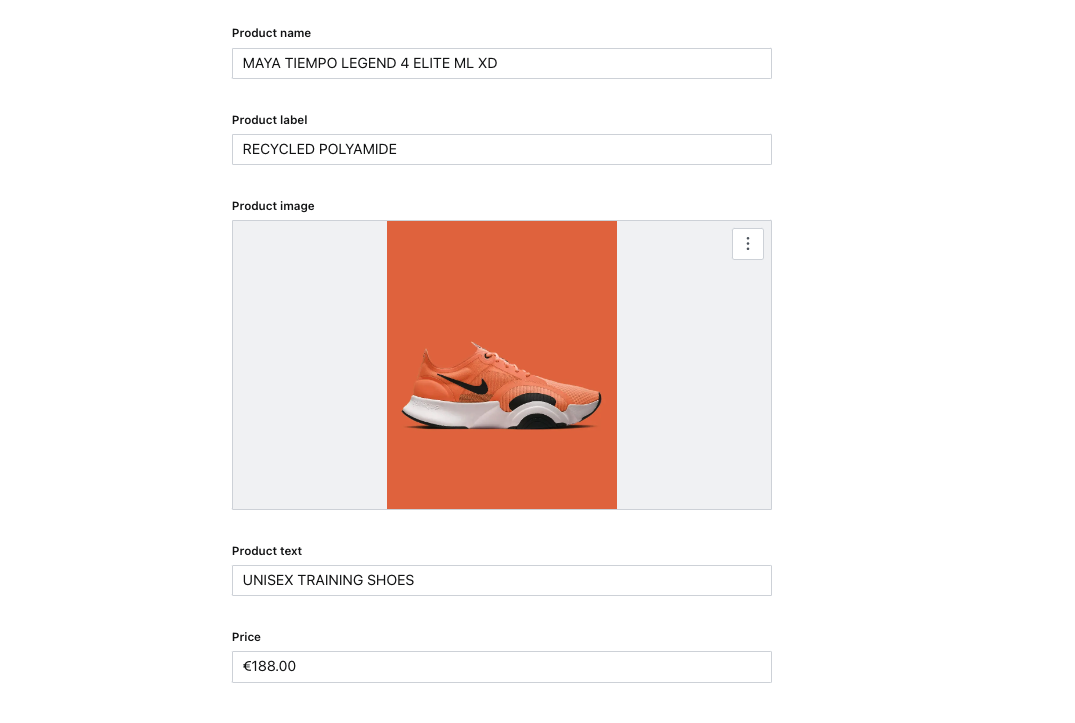 Product name
MAYA TIEMPO LEGEND 4 ELITE ML XD
Product label
RECYCLED POLYAMIDE
Product image
Product text
UNISEX TRAINING SHOES
Price
€188.00